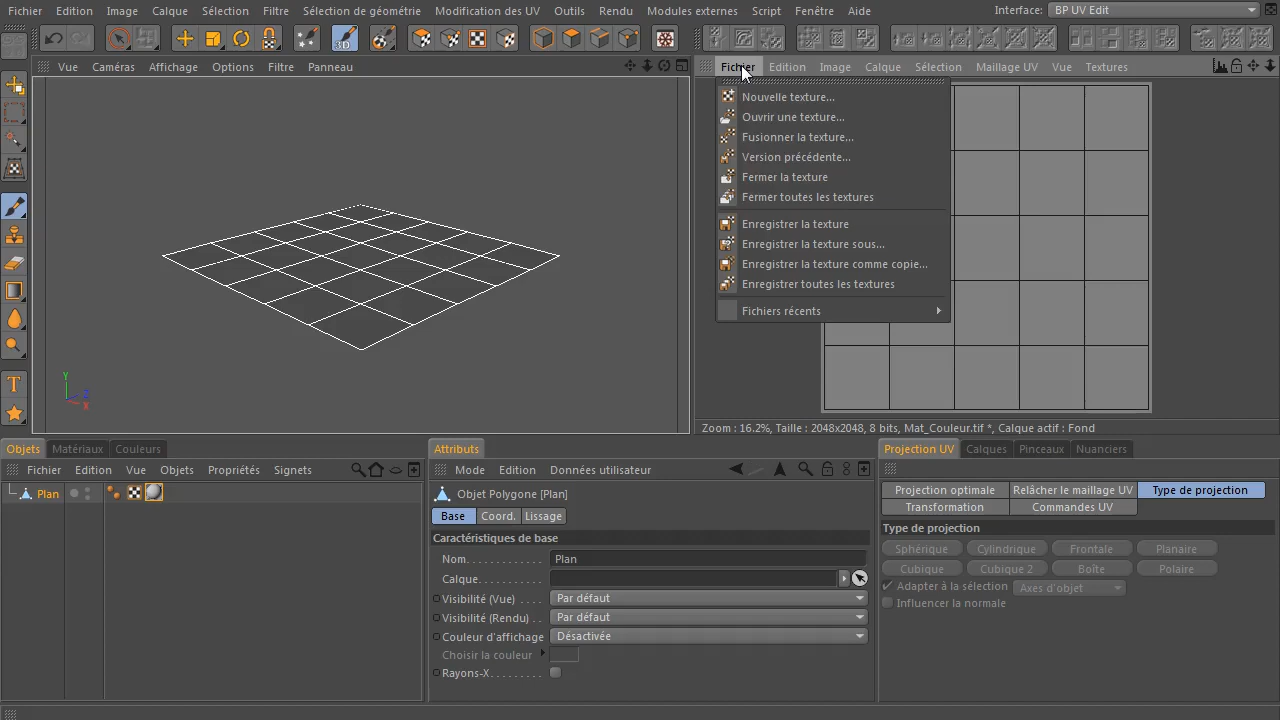 Fichier Edition Image Calque Sélection Filtre Sélection de géométrie Modification des UV Outils Rendu Modules externes Script Fenêtre Aide Interface: BP UV Edit
3D
Vue Caméras Affichage Options Filtre Panneau
Fichier Edition Image Calque Sélection Maillage UV Vue Textures
Nouvelle texture...
Ouvrir une texture...
Fusionner la texture...
Version précédente...
Fermer la texture
Fermer toutes les textures
Enregistrer la texture
Enregistrer la texture sous...
Enregistrer la texture comme copie...
Enregistrer toutes les textures
Fichiers récents
T
Y
Z
X
Zoom : 16.2%, Taille : 2048x2048, 8 bits, Mat_Couleur.tif *, Calque actif : Fond
Objets Matériaux Couleurs
Fichier Edition Vue Objets Propriétés Signets
Plan
Attributs
Mode Edition Données utilisateur
Objet Polygone [Plan]
Base Coord. Lissage
Caractéristiques de base
Nom. . . . . . . . . . . . Plan
Calque. . . . . . . . . . .
Visibilité (Vue) . . . . Par défaut
Visibilité (Rendu) . . Par défaut
Couleur d'affichage Désactivée
Choisir la couleur
Rayons-X. . . . . . . . .
Projection UV Calques Pinceaux Nuanciers
Projection optimale Relâcher le maillage UV Type de projection
Transformation Commandes UV
Type de projection
Sphérique Cylindrique Frontale Planaire
Cubique Cubique 2 Boîte Polaire
Adapter à la sélection Axes d'objet
Influencer la normale